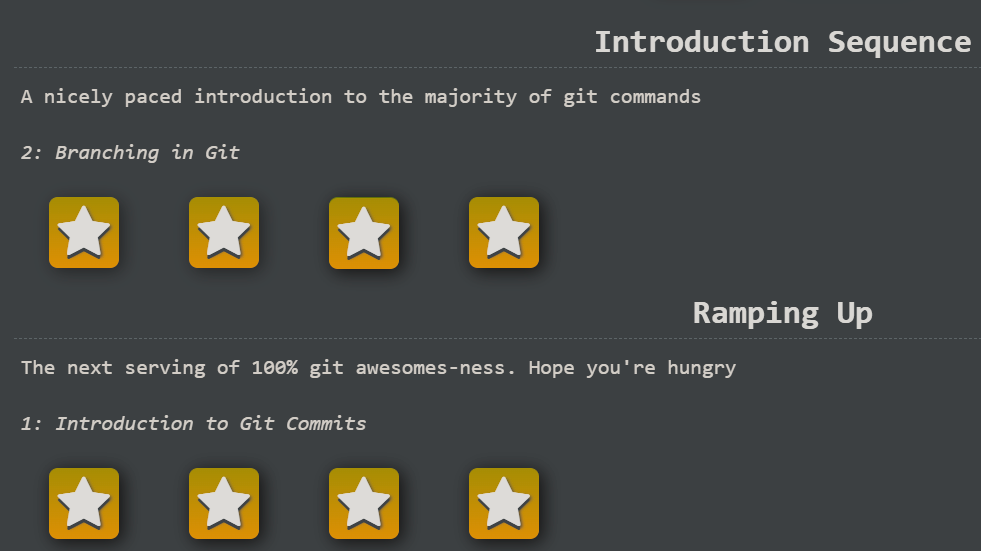 Introduction Sequence
A nicely paced introduction to the majority of git commands
2: Branching in Git
Ramping Up
The next serving of 100% git awesomes-ness. Hope you're hungry
1: Introduction to Git Commits